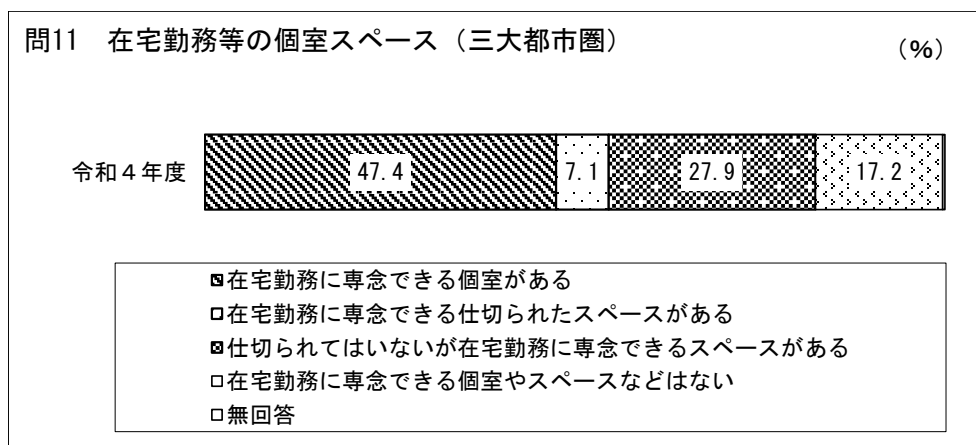 問11 在宅勤務等の個室スペース（三大都市圏）
（%）
令和４年度
47.4
7.1
27.9
17.2
在宅勤務に専念できる個室がある
在宅勤務に専念できる仕切られたスペースがある
仕切られてはいないが在宅勤務に専念できるスペースがある
在宅勤務に専念できる個室やスペースなどはない
無回答